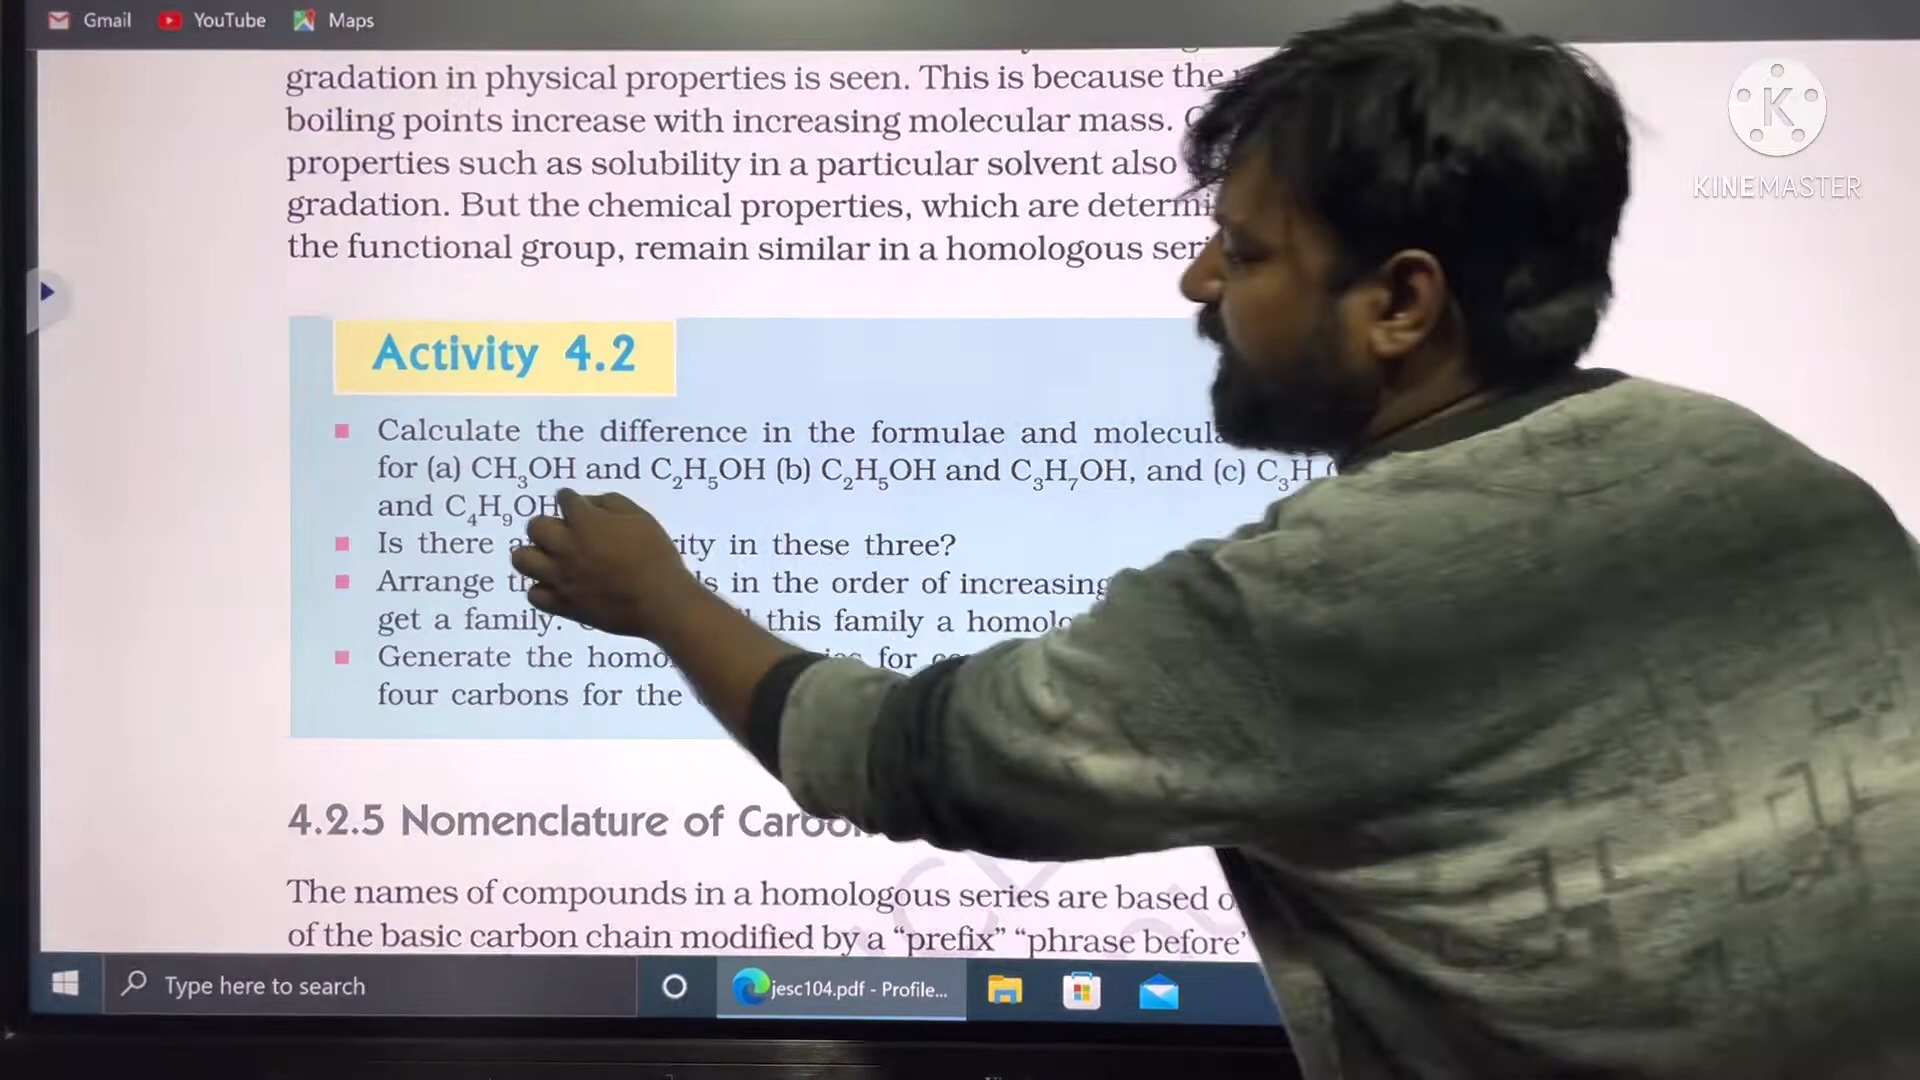 Gmail YouTube Maps
gradation in physical properties is seen. This is because the
boiling points increase with increasing molecular mass.
properties such as solubility in a particular solvent also
gradation. But the chemical properties, which are determi
the functional group, remain similar in a homologous seri
KINEMASTER
Activity 4.2
Calculate the difference in the formulae and molecula
for (a) CH₃OH and C₂H₅OH (b) C₂H₅OH and C₃H₇OH, and (c) C₃H
and C₄H₉OH
Is there a ity in these three?
Arrange th s in the order of increasing
get a family. this family a homolo
Generate the homo for
four carbons for the
4.2.5 Nomenclature of Carbon
The names of compounds in a homologous series are based o
of the basic carbon chain modified by a “prefix” “phrase before’
Type here to search jesc104.pdf - Profile...